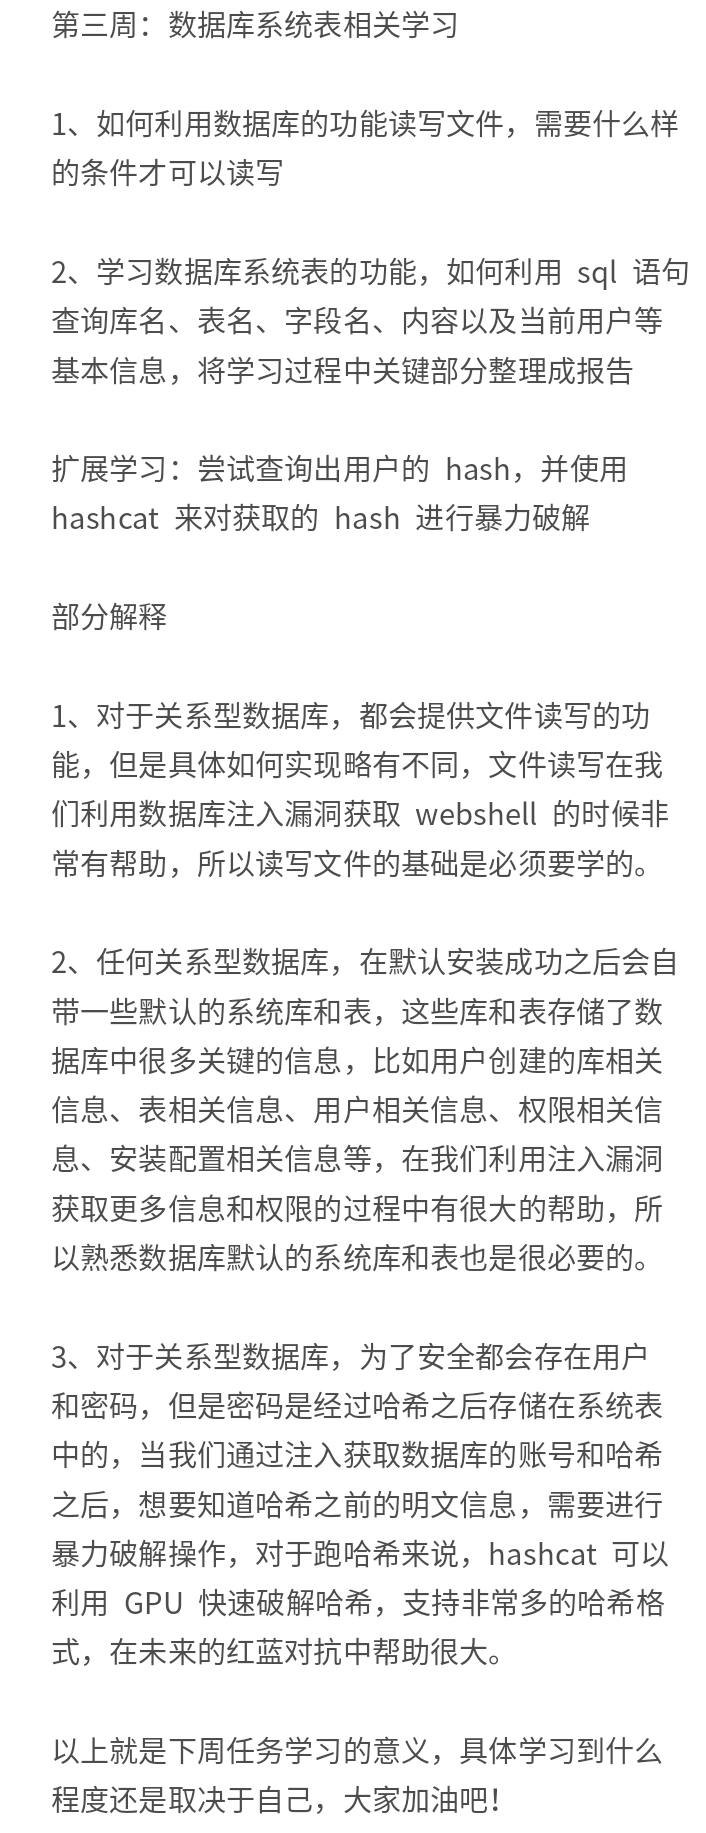 第三周：数据库系统表相关学习
1、如何利用数据库的功能读写文件，需要什么样
的条件才可以读写
2、学习数据库系统表的功能，如何利用 sql 语句
查询库名、表名、字段名、内容以及当前用户等
基本信息，将学习过程中关键部分整理成报告
扩展学习：尝试查询出用户的 hash，并使用
hashcat 来对获取的 hash 进行暴力破解
部分解释
1、对于关系型数据库，都会提供文件读写的功
能，但是具体如何实现略有不同，文件读写在我
们利用数据库注入漏洞获取 webshell 的时候非
常有帮助，所以读写文件的基础是必须要学的。
2、任何关系型数据库，在默认安装成功之后会自
带一些默认的系统库和表，这些库和表存储了数
据库中很多关键的信息，比如用户创建的库相关
信息、表相关信息、用户相关信息、权限相关信
息、安装配置相关信息等，在我们利用注入漏洞
获取更多信息和权限的过程中有很大的帮助，所
以熟悉数据库默认的系统库和表也是很必要的。
3、对于关系型数据库，为了安全都会存在用户
和密码，但是密码是经过哈希之后存储在系统表
中的，当我们通过注入获取数据库的账号和哈希
之后，想要知道哈希之前的明文信息，需要进行
暴力破解操作，对于跑哈希来说，hashcat 可以
利用 GPU 快速破解哈希，支持非常多的哈希格
式，在未来的红蓝对抗中帮助很大。
以上就是下周任务学习的意义，具体学习到什么
程度还是取决于自己，大家加油吧！